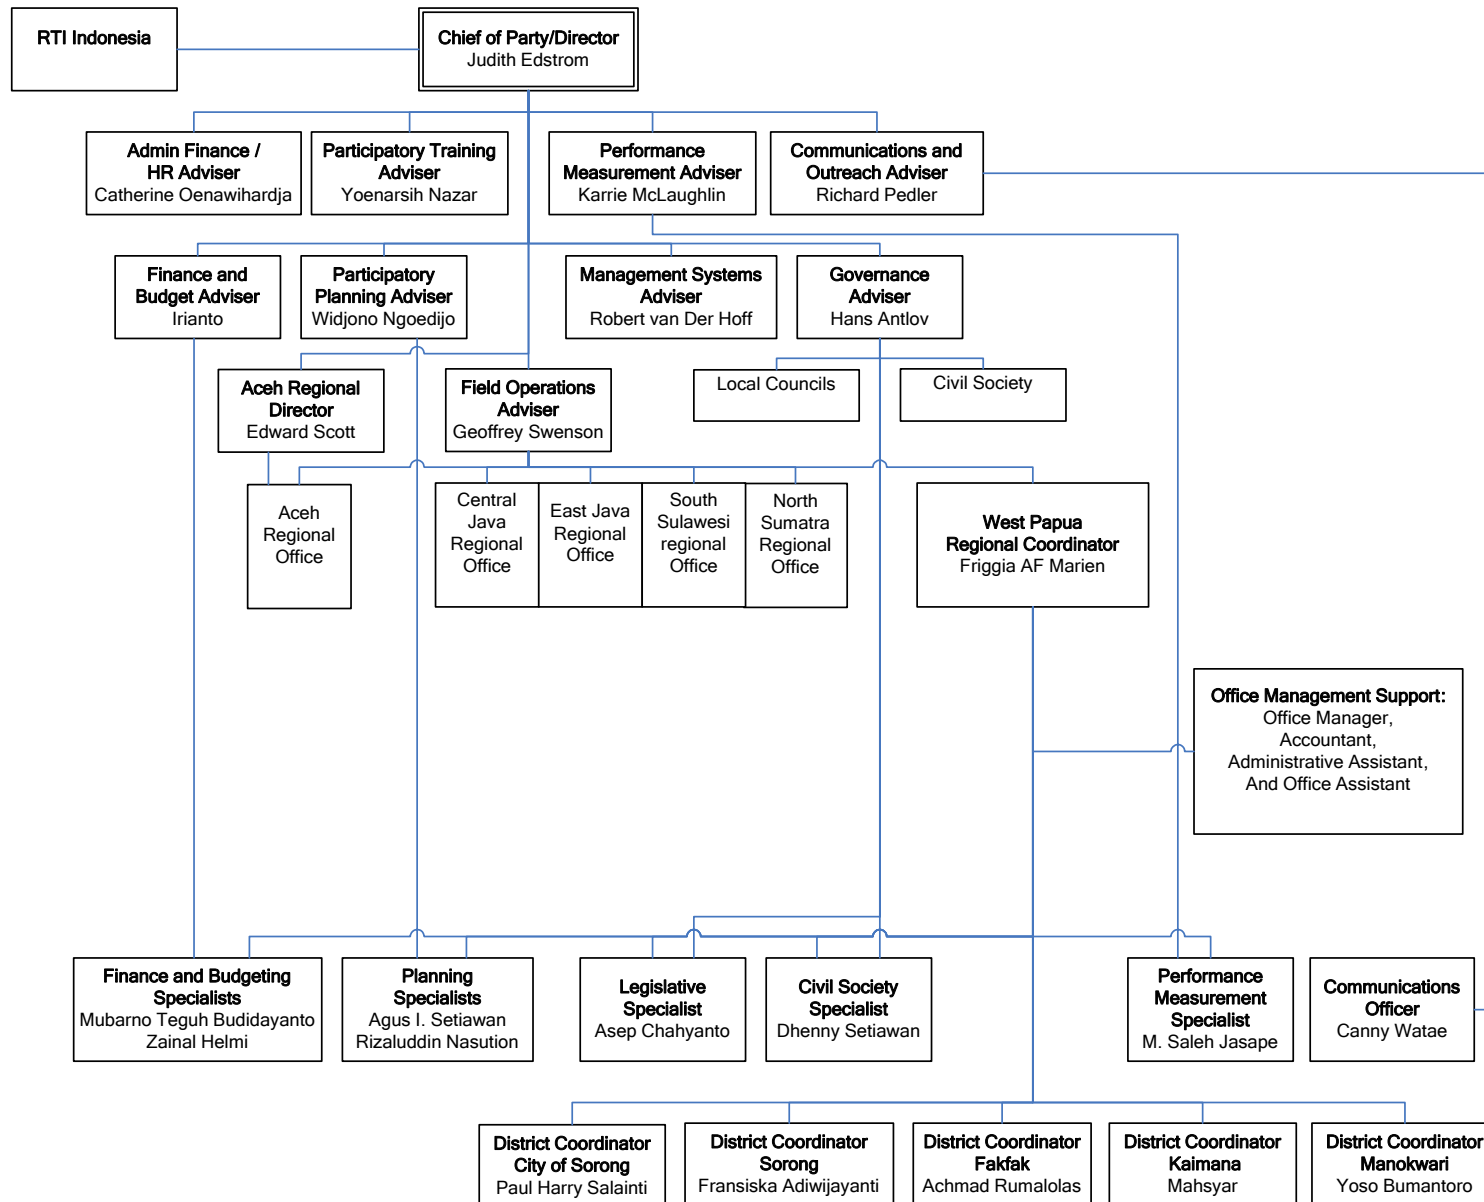 RTI Indonesia
Chief of Party/Director
Judith Edstrom
Admin Finance /
HR Adviser
Catherine Oenawihardja
Participatory Training
Adviser
Yoenarsih Nazar
Performance
Measurement Adviser
Karrie McLaughlin
Communications and
Outreach Adviser
Richard Pedler
Finance and
Budget Adviser
Irianto
Participatory
Planning Adviser
Widjono Ngoedijo
Management Systems
Adviser
Robert van Der Hoff
Governance
Adviser
Hans Antlov
Aceh Regional
Director
Edward Scott
Field Operations
Adviser
Geoffrey Swenson
Local Councils
Civil Society
Aceh
Regional
Office
Central
Java
Regional
Office
East Java
Regional
Office
South
Sulawesi
regional
Office
North
Sumatra
Regional
Office
West Papua
Regional Coordinator
Friggia AF Marien
Office Management Support:
Office Manager,
Accountant,
Administrative Assistant,
And Office Assistant
Finance and Budgeting
Specialists
Mubarno Teguh Budidayanto
Zainal Helmi
Planning
Specialists
Agus I. Setiawan
Rizaluddin Nasution
Legislative
Specialist
Asep Chahyanto
Civil Society
Specialist
Dhenny Setiawan
Performance
Measurement
Specialist
M. Saleh Jasape
Communications
Officer
Canny Watae
District Coordinator
City of Sorong
Paul Harry Salainti
District Coordinator
Sorong
Fransiska Adiwijayanti
District Coordinator
Fakfak
Achmad Rumalolas
District Coordinator
Kaimana
Mahsyar
District Coordinator
Manokwari
Yoso Bumantoro